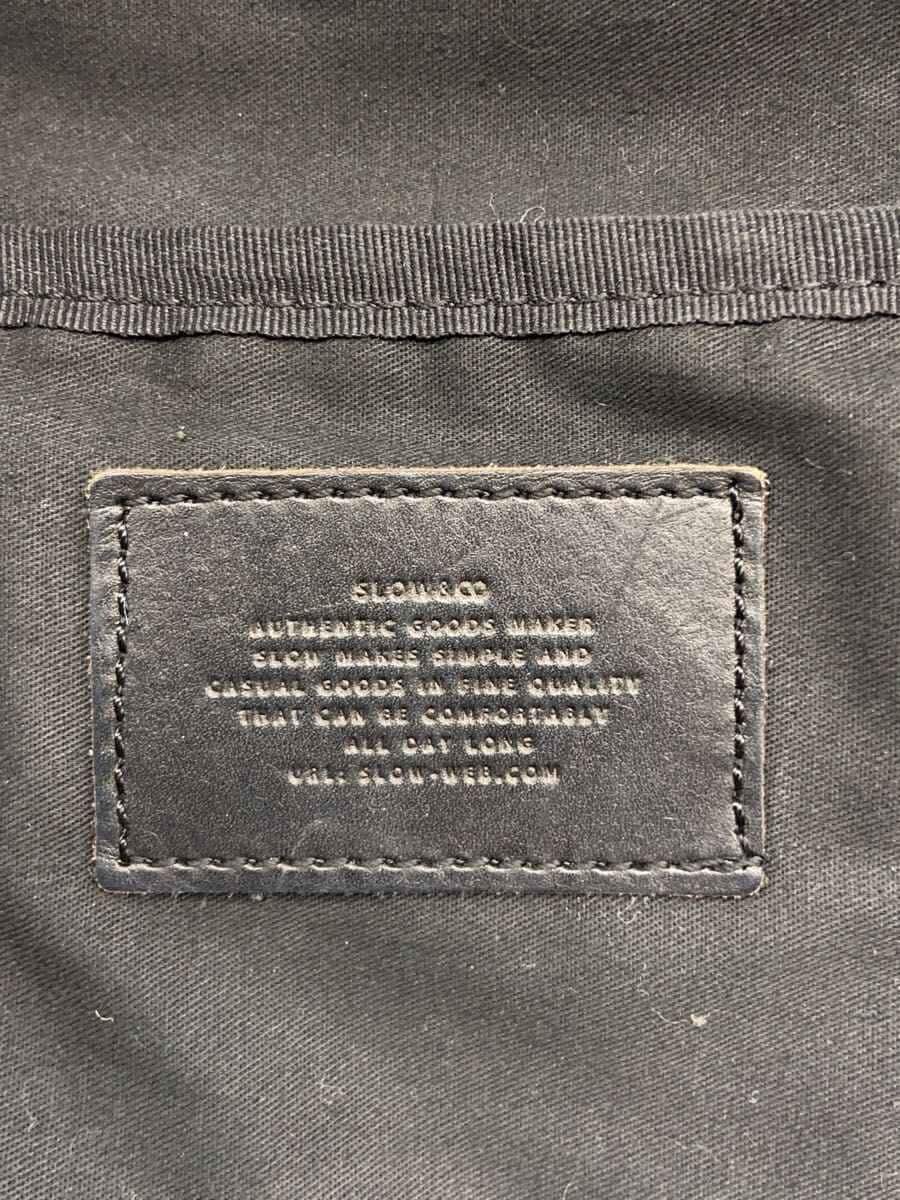 SLOW&CO
AUTHENTIC GOODS MAKER
SLOW MAKES SIMPLE AND
CASUAL GOODS IN FINE QUALITY
THAT CAN BE COMFORTABLY
ALL DAY LONG
URL: SLOW-WEB.COM